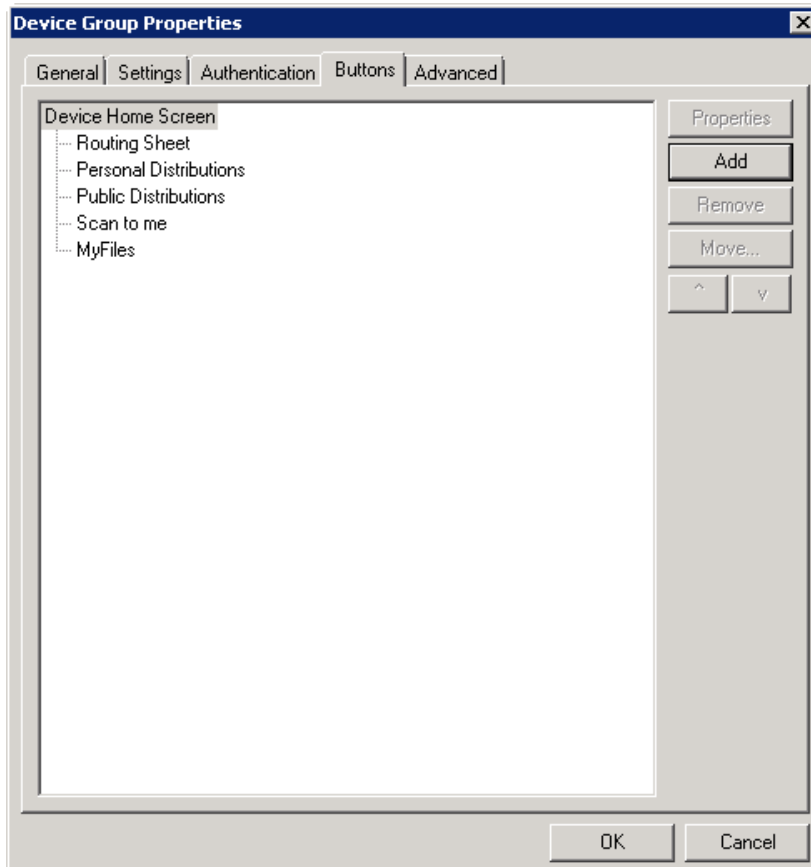 Device Group Properties
General Settings Authentication Buttons Advanced
Device Home Screen
Routing Sheet
Personal Distributions
Public Distributions
Scan to me
MyFiles
Properties
Add
Remove
Move...
^ v
OK Cancel